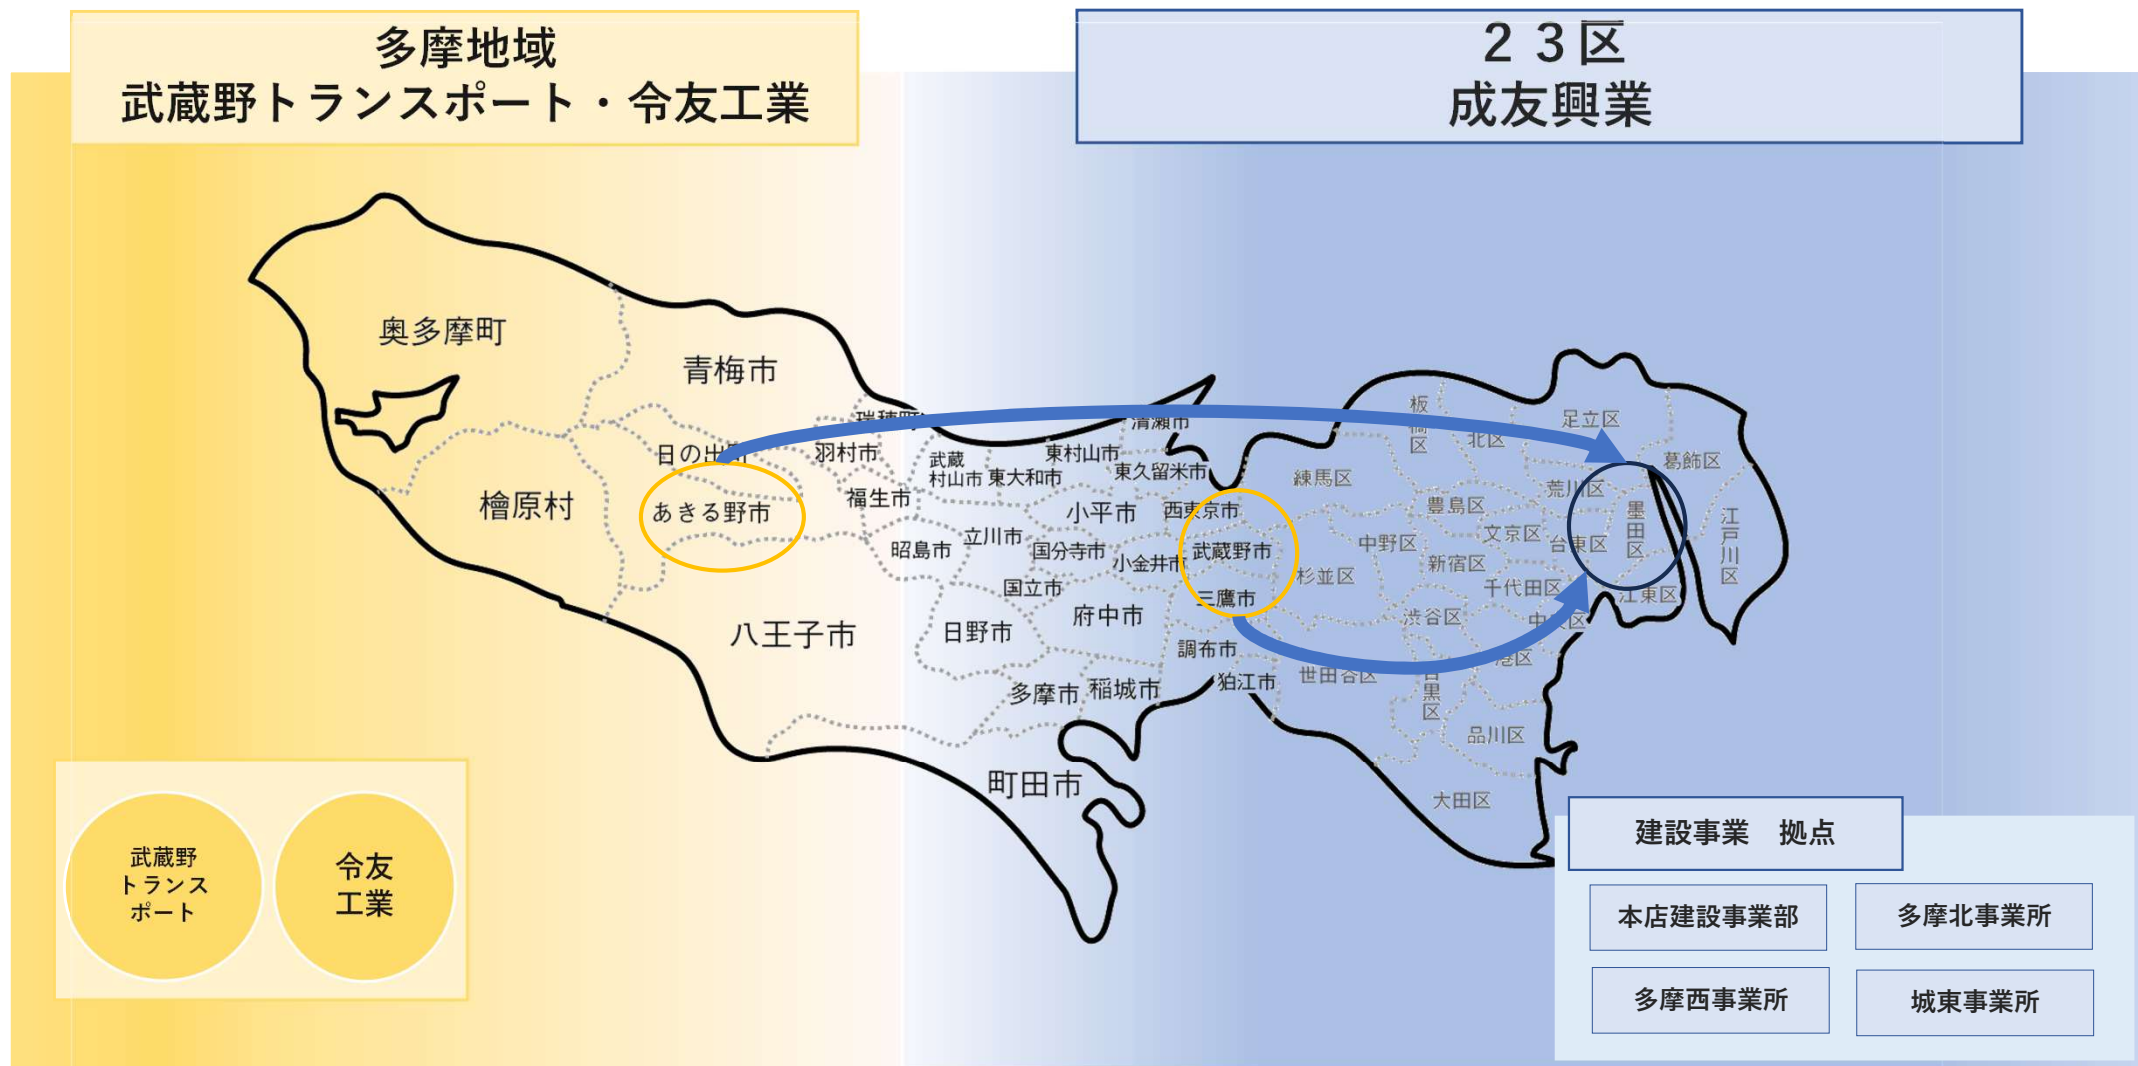 多摩地域
武蔵野トランスポート・令友工業
２３区
成友興業
奥多摩町
青梅市
瑞穂町
日の出町
羽村市
檜原村
あきる野市
福生市
武蔵
村山市
東大和市
東村山市
清瀬市
東久留米市
小平市
西東京市
昭島市
立川市
国分寺市
小金井市
武蔵野市
国立市
三鷹市
八王子市
日野市
府中市
調布市
多摩市
稲城市
狛江市
町田市
板橋区
北区
足立区
葛飾区
練馬区
荒川区
豊島区
文京区
台東区
墨田区
江戸川区
中野区
新宿区
杉並区
千代田区
江東区
渋谷区
中央区
港区
世田谷区
目黒区
品川区
大田区
武蔵野
トランス
ポート
令友
工業
建設事業　拠点
本店建設事業部
多摩北事業所
多摩西事業所
城東事業所